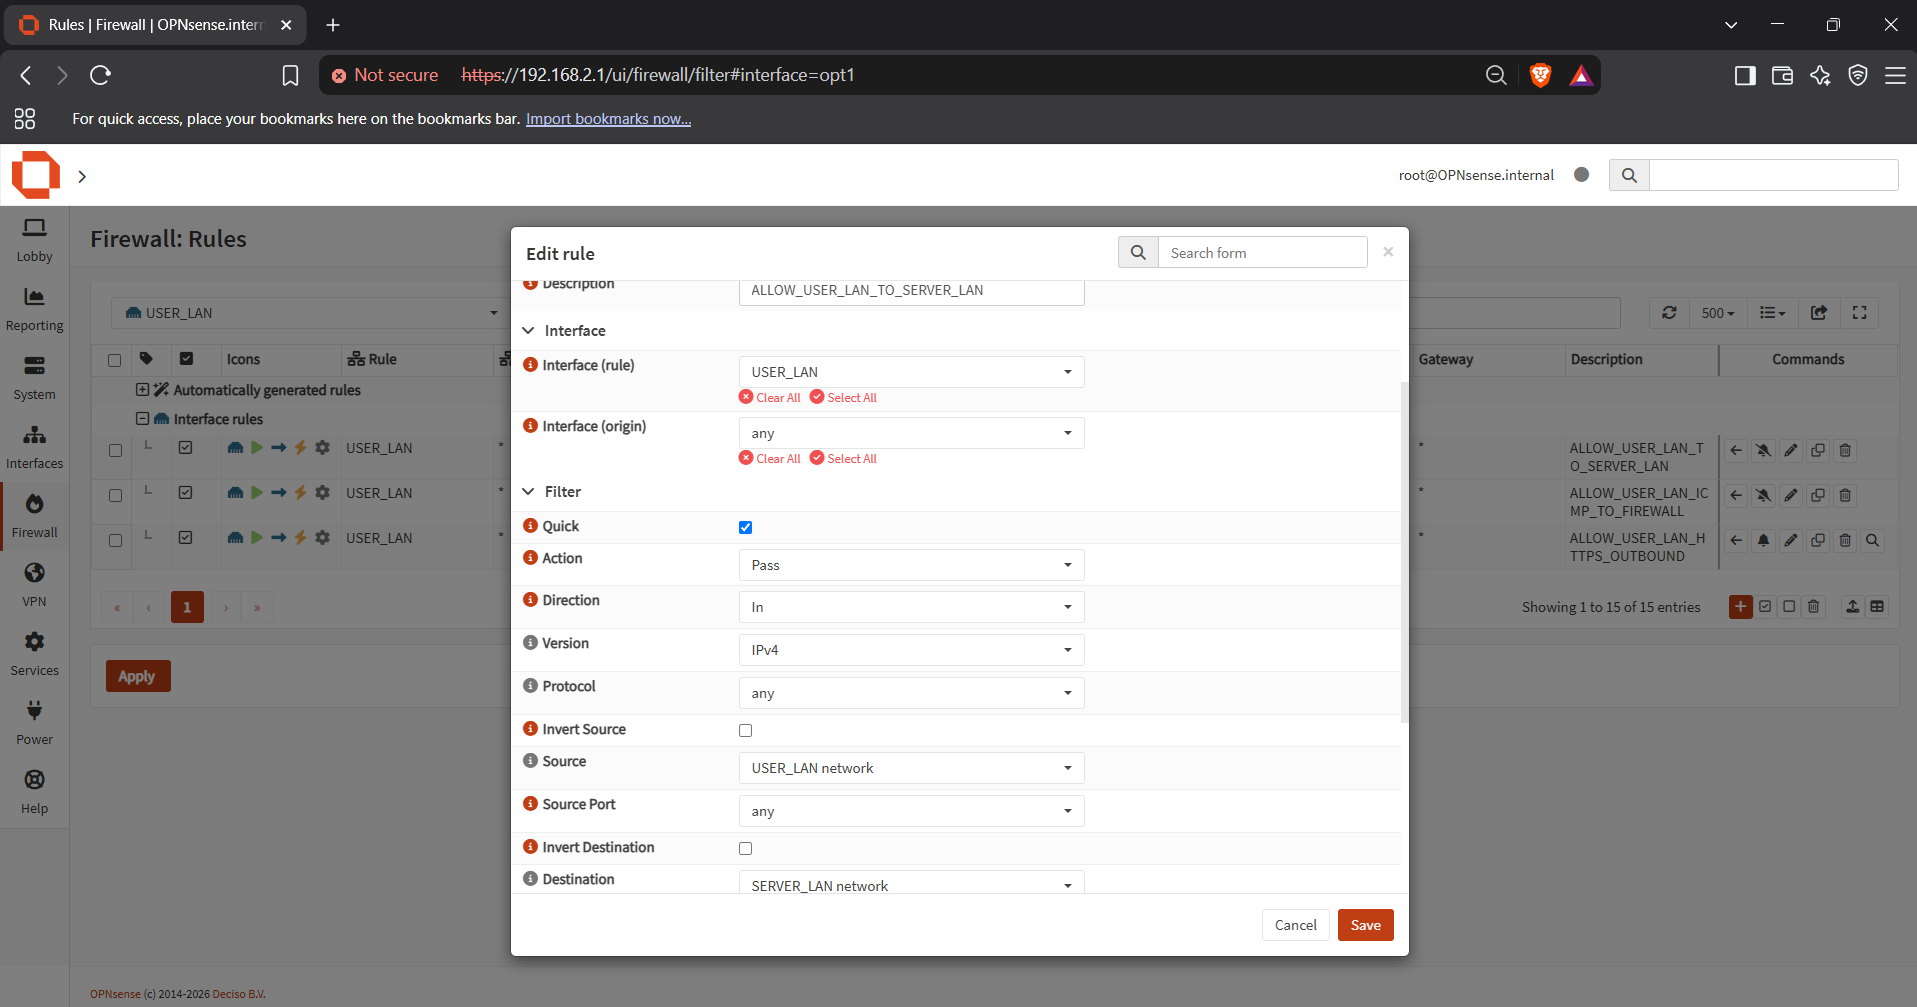 Rules | Firewall | OPNsense.intern
Not secure https://192.168.2.1/ui/firewall/filter#interface=opt1
For quick access, place your bookmarks here on the bookmarks bar. Import bookmarks now...
root@OPNsense.internal
Lobby
Reporting
System
Interfaces
Firewall
VPN
Services
Power
Help
Firewall: Rules
USER_LAN
500
Icons
Rule
Gateway
Description
Commands
Automatically generated rules
Interface rules
USER_LAN * * ALLOW_USER_LAN_T
O_SERVER_LAN
USER_LAN * * ALLOW_USER_LAN_IC
MP_TO_FIREWALL
USER_LAN * * ALLOW_USER_LAN_H
TTPS_OUTBOUND
« ‹ 1 › »
Showing 1 to 15 of 15 entries
Apply
Edit rule
Search form
×
Description ALLOW_USER_LAN_TO_SERVER_LAN
Interface
Interface (rule) USER_LAN
Clear All Select All
Interface (origin) any
Clear All Select All
Filter
Quick
Action Pass
Direction In
Version IPv4
Protocol any
Invert Source
Source USER_LAN network
Source Port any
Invert Destination
Destination SERVER_LAN network
Cancel Save
OPNsense (c) 2014-2026 Deciso B.V.